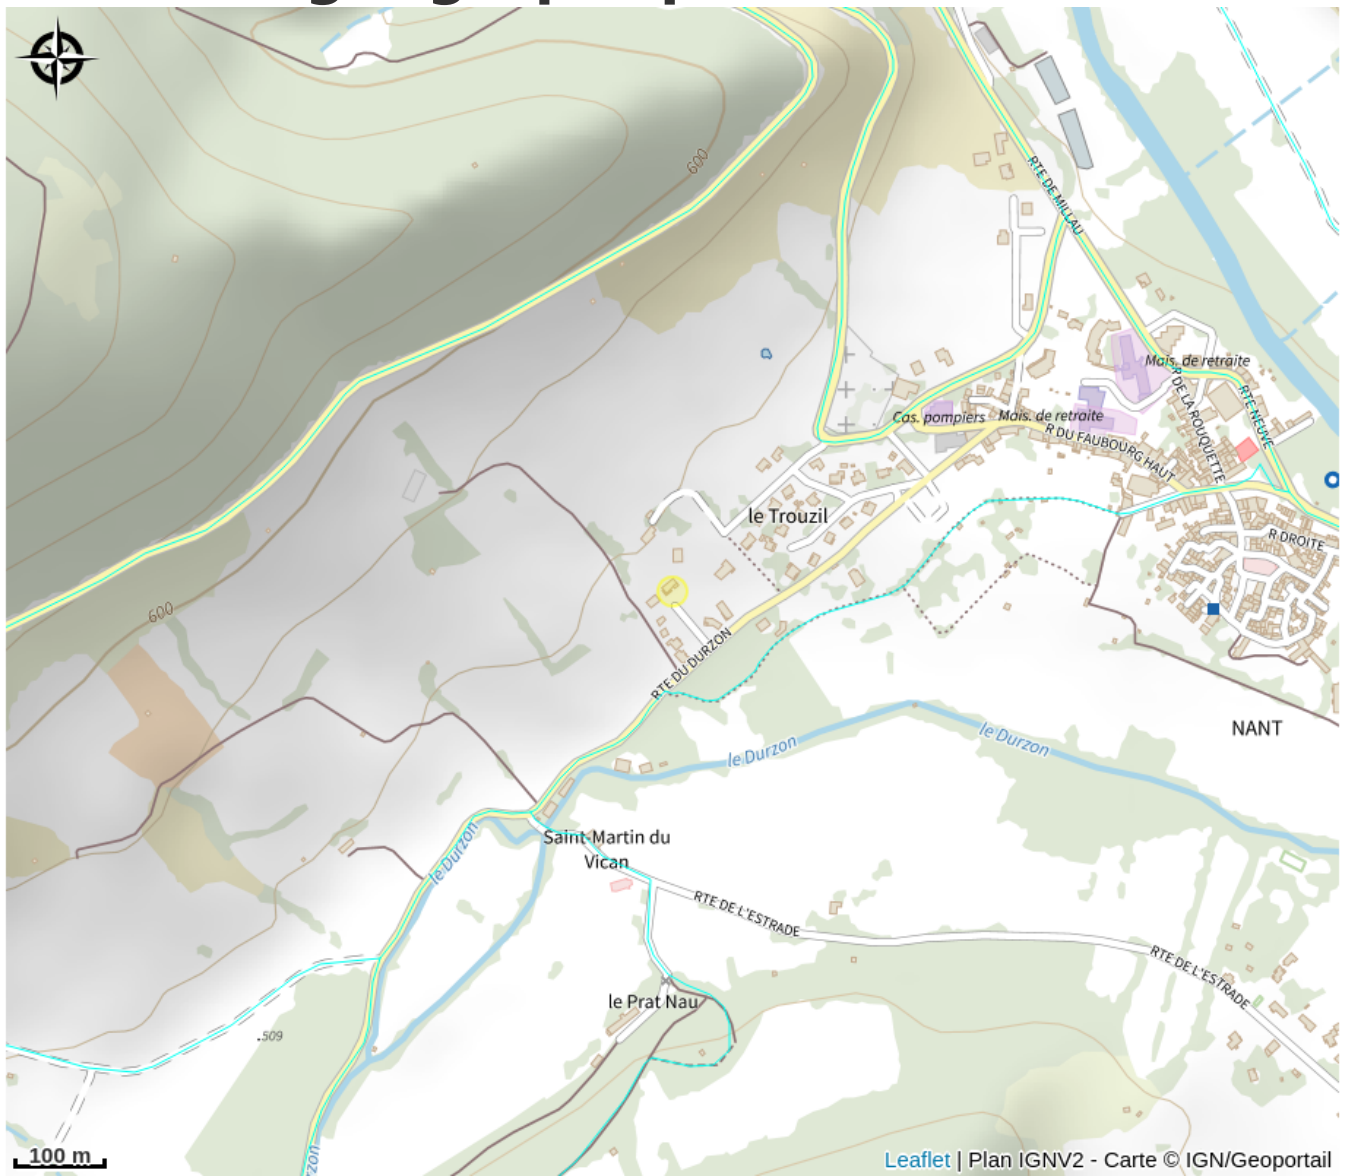 600
RTE DE MILLAU
Mais. de retraite
R DE LA ROUQUETTE
RTE NEUVE
Cas. pompiers
Mais. de retraite
R DU FAUBOURG HAUT
le Trouzil
R DROITE
600
RTE DU DURZON
NANT
le Durzon
le Durzon
Saint-Martin du
Vican
le Durzon
RTE DE L'ESTRADE
RTE DE L'ESTRADE
le Prat Nau
.509
100 m
Leaflet | Plan IGNV2 - Carte © IGN/Geoportail